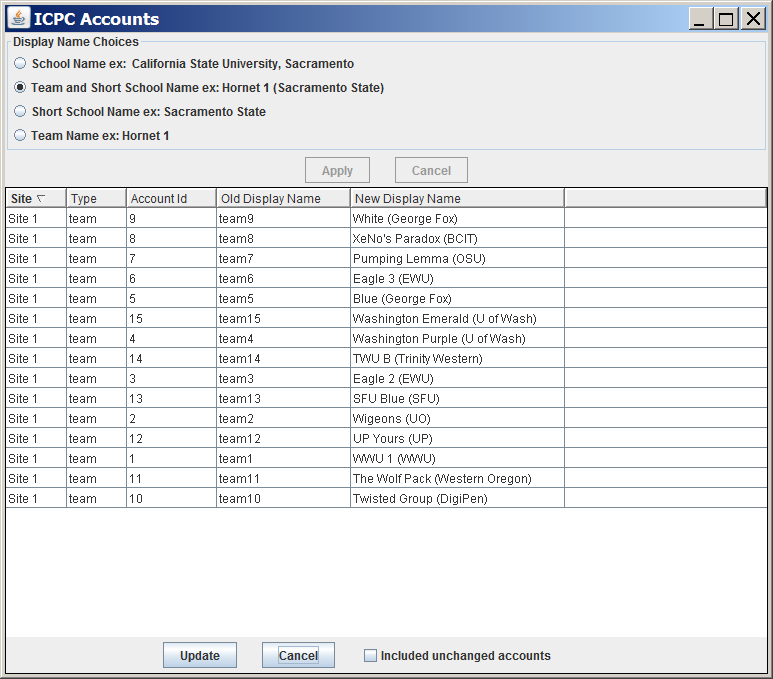 ICPC Accounts
Display Name Choices
School Name ex: California State University, Sacramento
Team and Short School Name ex: Hornet 1 (Sacramento State)
Short School Name ex: Sacramento State
Team Name ex: Hornet 1
Apply Cancel
Site Type Account Id Old Display Name New Display Name
Site 1 team 9 team9 White (George Fox)
Site 1 team 8 team8 XeNo's Paradox (BCIT)
Site 1 team 7 team7 Pumping Lemma (OSU)
Site 1 team 6 team6 Eagle 3 (EWU)
Site 1 team 5 team5 Blue (George Fox)
Site 1 team 15 team15 Washington Emerald (U of Wash)
Site 1 team 4 team4 Washington Purple (U of Wash)
Site 1 team 14 team14 TWU B (Trinity Western)
Site 1 team 3 team3 Eagle 2 (EWU)
Site 1 team 13 team13 SFU Blue (SFU)
Site 1 team 2 team2 Wigeons (UO)
Site 1 team 12 team12 UP Yours (UP)
Site 1 team 1 team1 WWU 1 (WWU)
Site 1 team 11 team11 The Wolf Pack (Western Oregon)
Site 1 team 10 team10 Twisted Group (DigiPen)
Update Cancel Included unchanged accounts